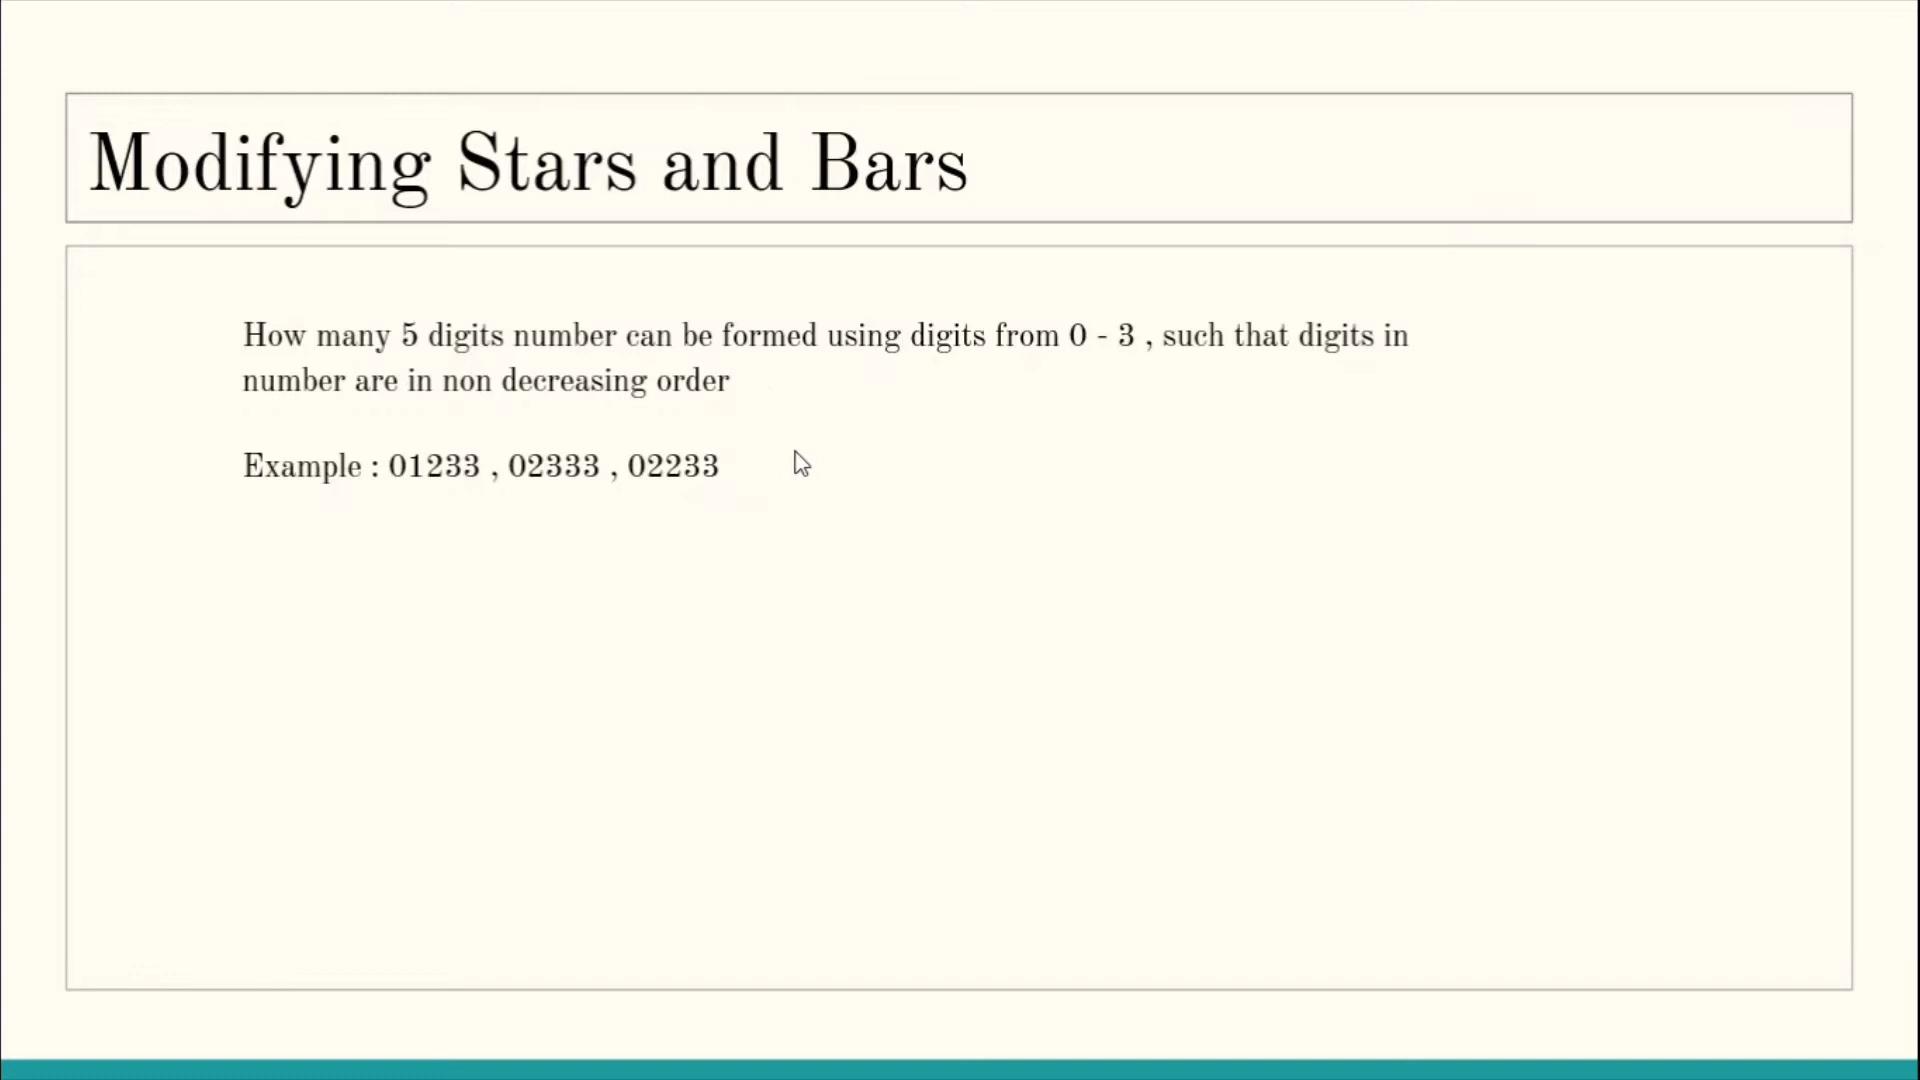 Modifying Stars and Bars
How many 5 digits number can be formed using digits from 0 - 3 , such that digits in
number are in non decreasing order
Example : 01233 , 02333 , 02233